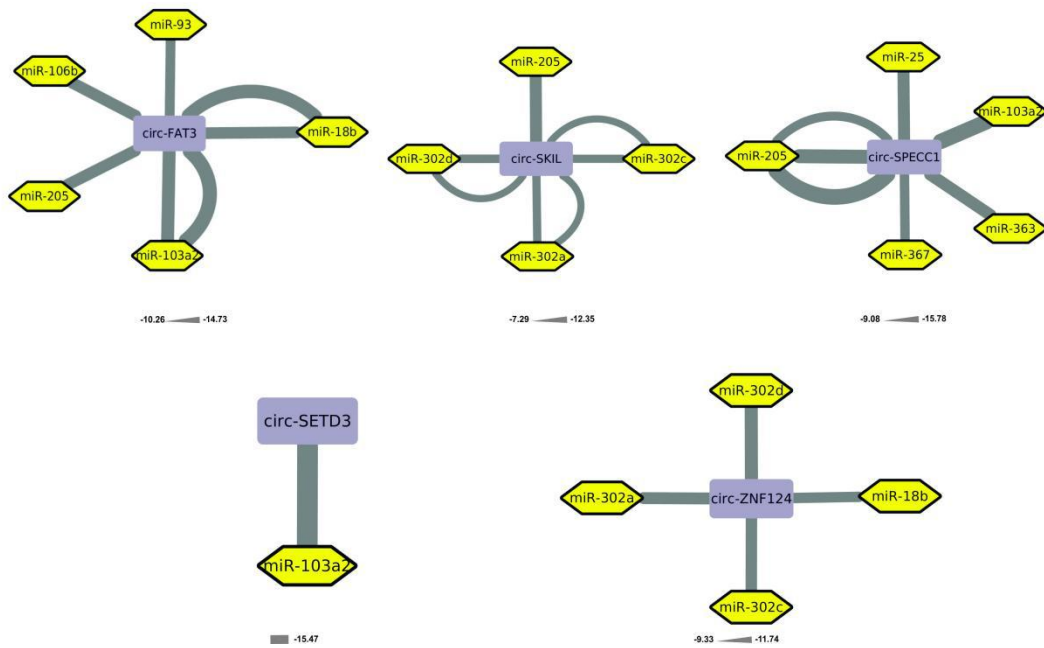 miR-93
miR-106b
circ-FAT3
miR-18b
miR-205
miR-103a2
-10.26 -14.73
miR-205
miR-302d
circ-SKIL
miR-302c
miR-302a
-7.29 -12.35
miR-25
miR-103a2
miR-205
circ-SPECC1
miR-363
miR-367
-9.08 -15.78
circ-SETD3
miR-103a2
-15.47
miR-302d
miR-302a
circ-ZNF124
miR-18b
miR-302c
-9.33 -11.74